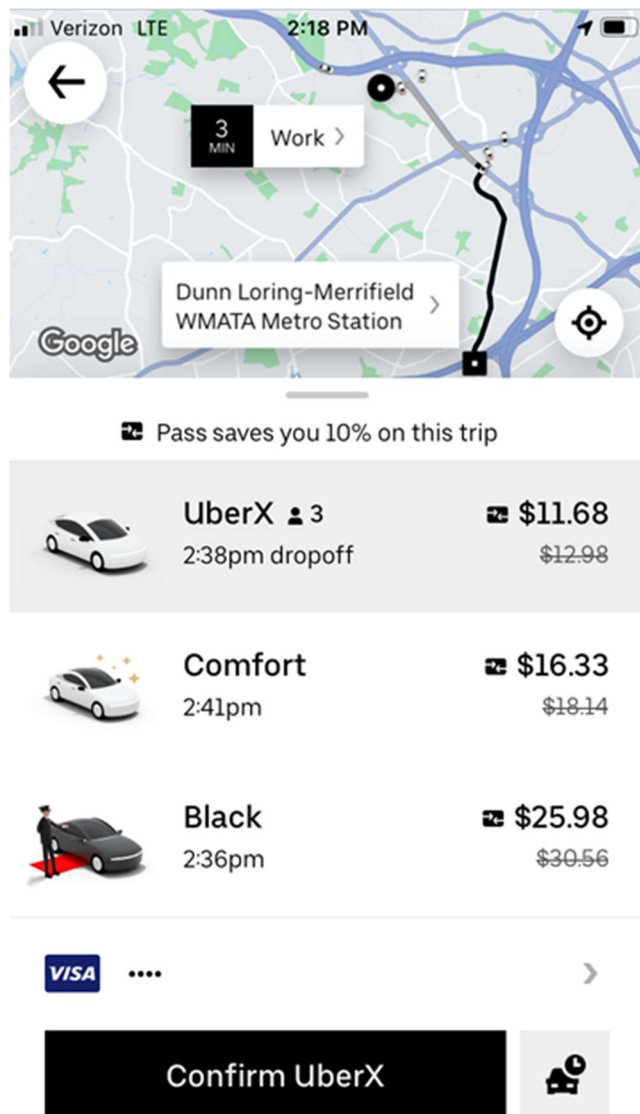 Verizon LTE 2:18 PM
3
MIN
Work >
Dunn Loring-Merrifield
WMATA Metro Station
Google
Pass saves you 10% on this trip
UberX 3 $11.68
2:38pm dropoff $12.98
Comfort $16.33
2:41pm $18.14
Black $25.98
2:36pm $30.56
VISA ••••
Confirm UberX